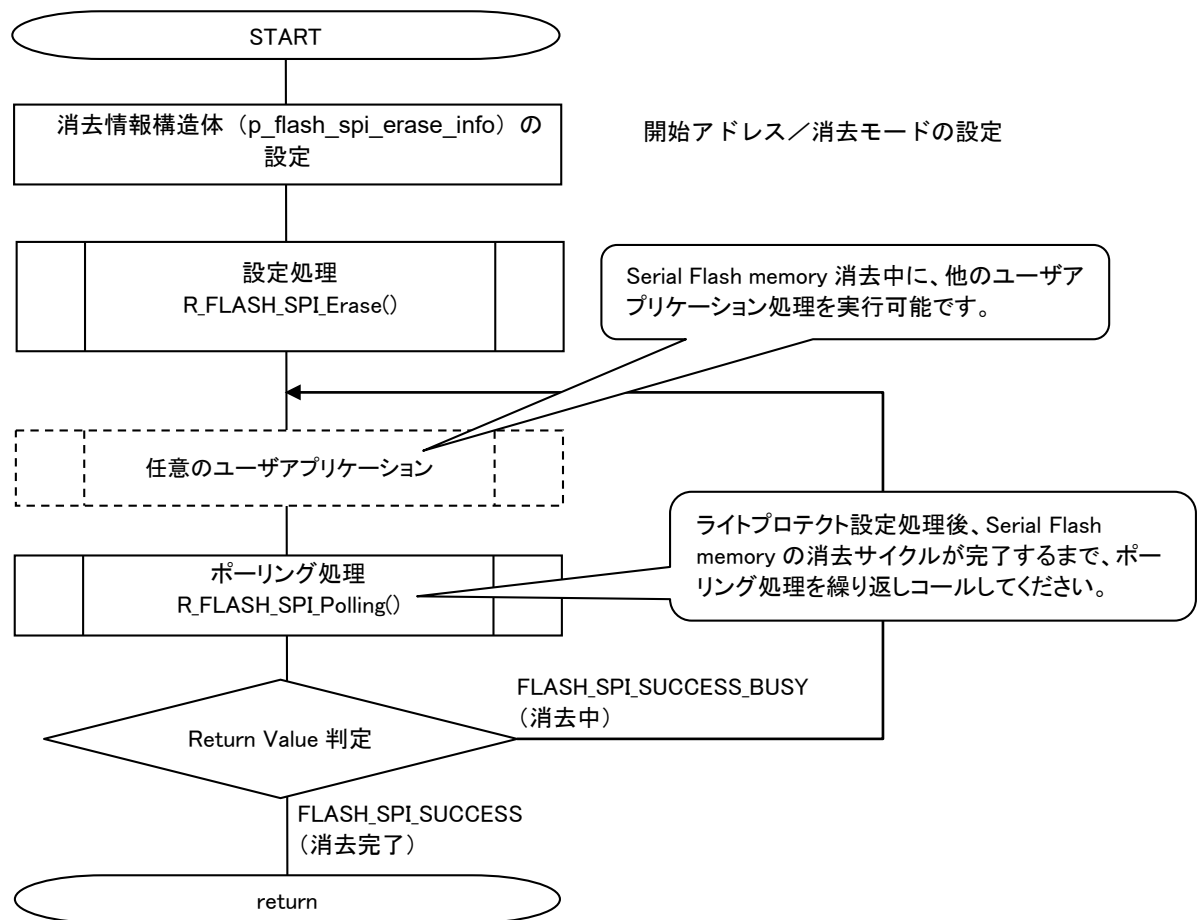 START
消去情報構造体（p_flash_spi_erase_info）の
設定
開始アドレス／消去モードの設定
設定処理
R_FLASH_SPI_Erase()
Serial Flash memory 消去中に、他のユーザア
プリケーション処理を実行可能です。
任意のユーザアプリケーション
ライトプロテクト設定処理後、Serial Flash
memory の消去サイクルが完了するまで、ポー
リング処理を繰り返しコールしてください。
ポーリング処理
R_FLASH_SPI_Polling()
FLASH_SPI_SUCCESS_BUSY
（消去中）
Return Value 判定
FLASH_SPI_SUCCESS
（消去完了）
return